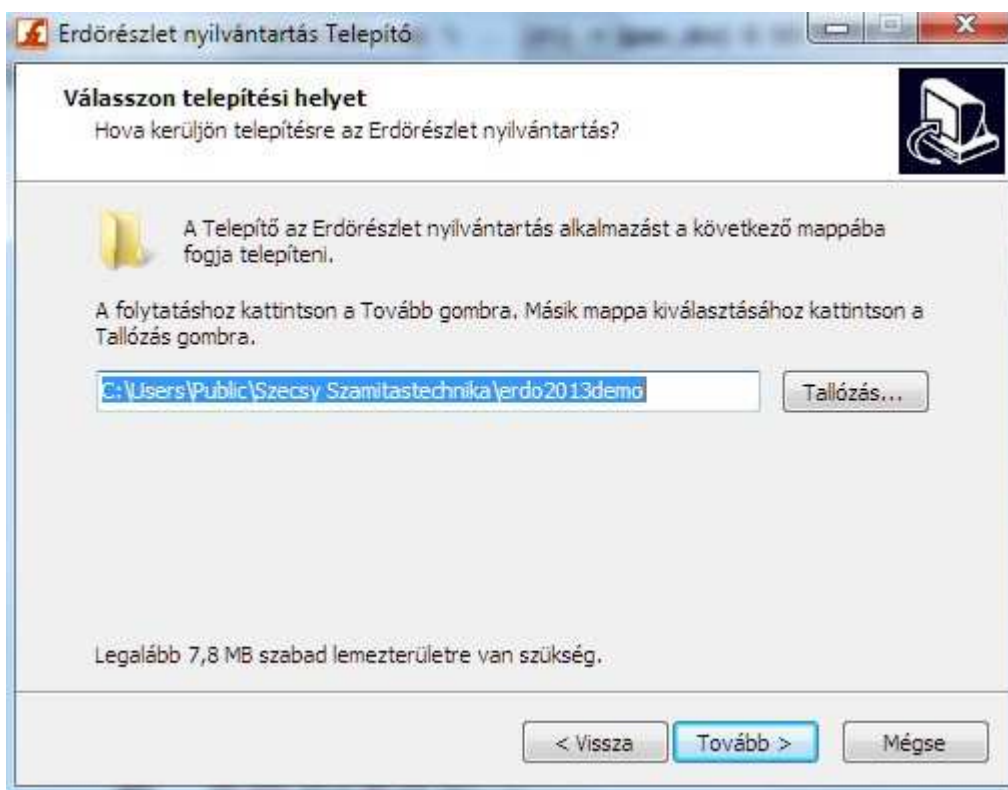 Erdörészlet nyilvántartás Telepítő
Válasszon telepítési helyet
Hova kerüljön telepítésre az Erdörészlet nyilvántartás?
A Telepítő az Erdörészlet nyilvántartás alkalmazást a következő mappába
fogja telepíteni.
A folytatáshoz kattintson a Tovább gombra. Másik mappa kiválasztásához kattintson a
Tallózás gombra.
C:\Users\Public\Szecsy Szamitastechnika\erdo2013demo
Tallózás...
Legalább 7,8 MB szabad lemezterületre van szükség.
< Vissza
Tovább >
Mégse